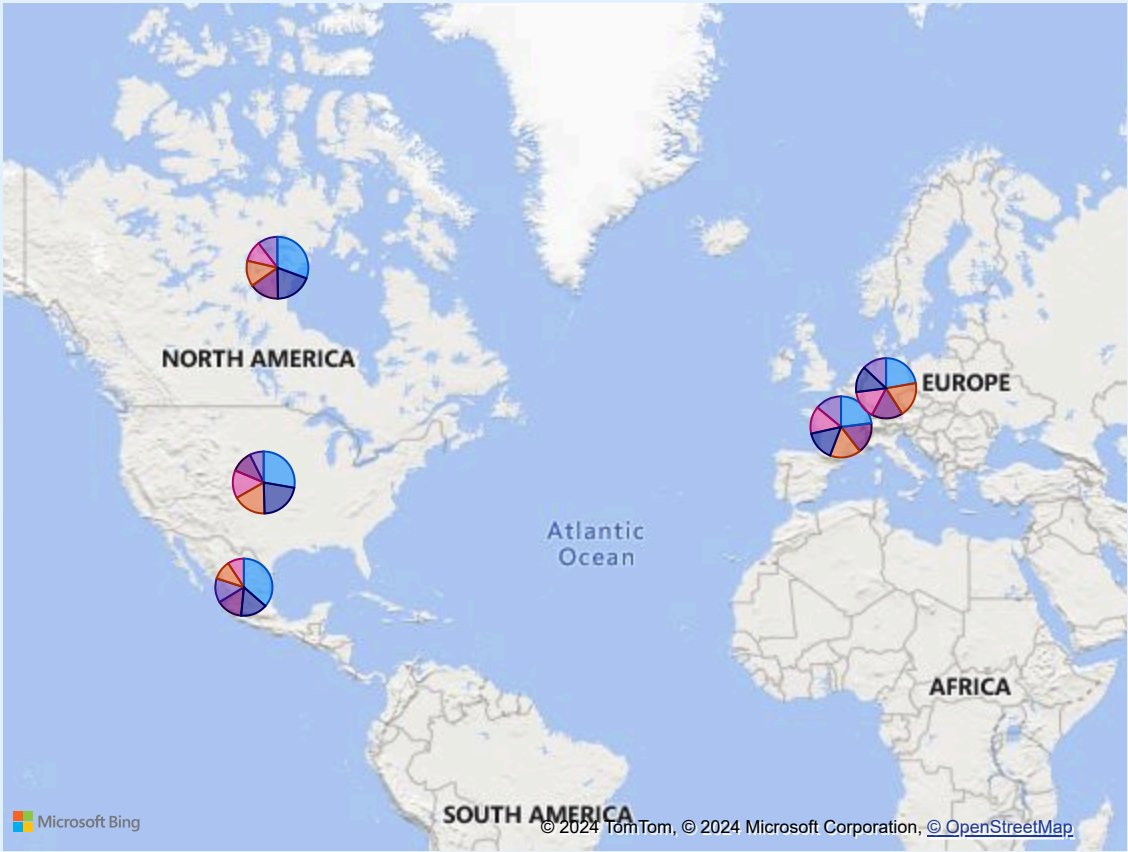 NORTH AMERICA
EUROPE
Atlantic
Ocean
AFRICA
SOUTH AMERICA
Microsoft Bing
© 2024 TomTom, © 2024 Microsoft Corporation, © OpenStreetMap